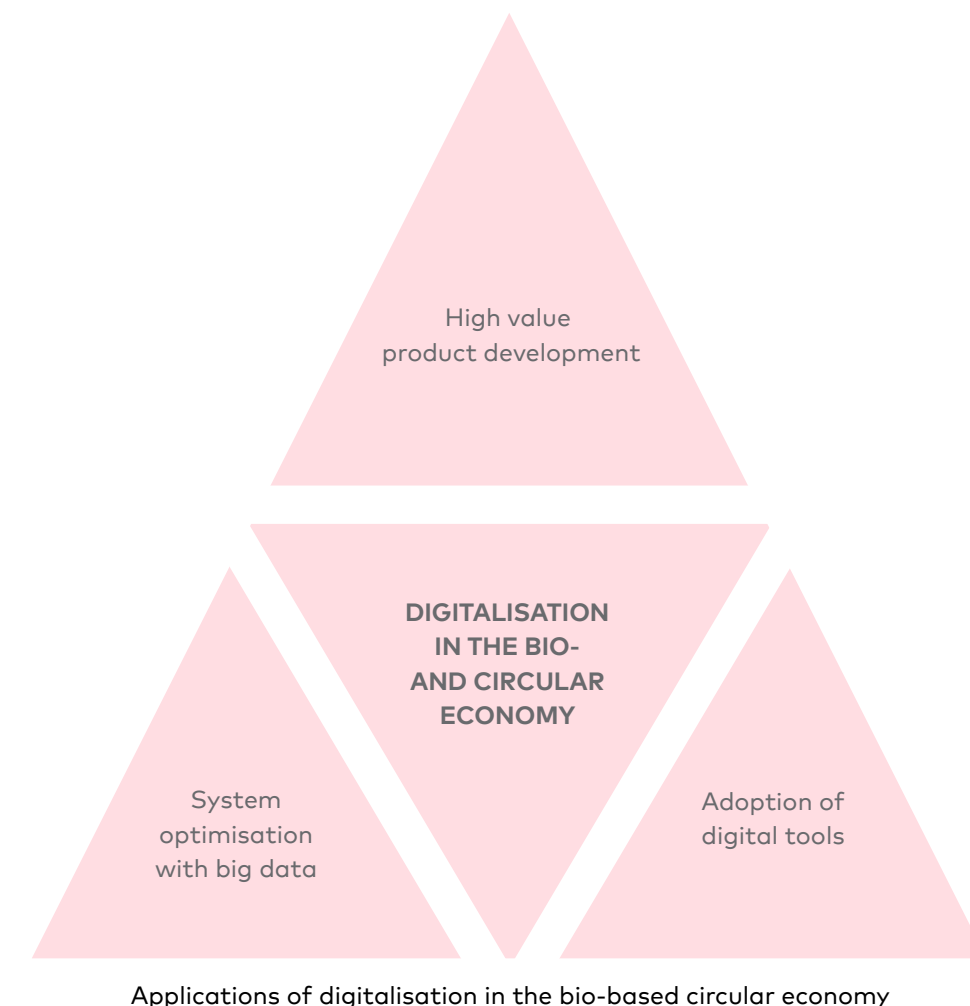 High value
product development
DIGITALISATION
IN THE BIO-
AND CIRCULAR
ECONOMY
System
optimisation
with big data
Adoption of
digital tools
Applications of digitalisation in the bio-based circular economy